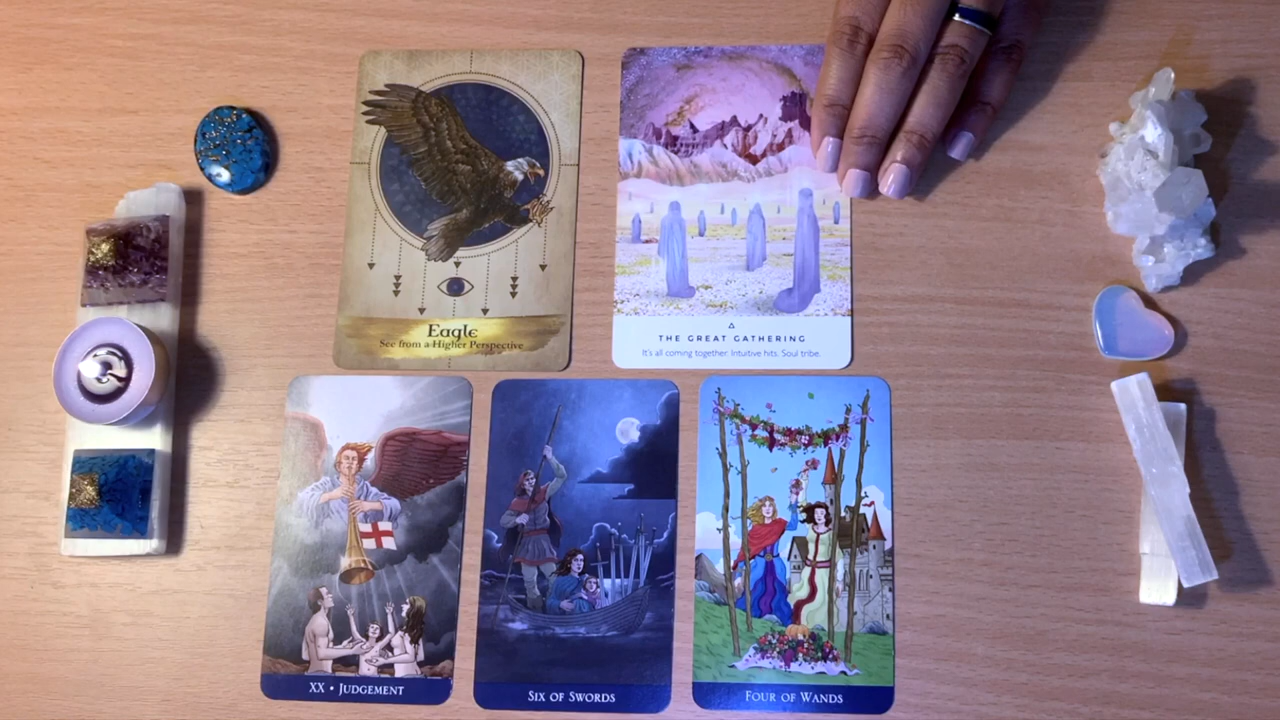 Eagle
See from a Higher Perspective
THE GREAT GATHERING
It's all coming together. Intuitive hits. Soul tribe.
XX • JUDGEMENT
SIX OF SWORDS
FOUR OF WANDS